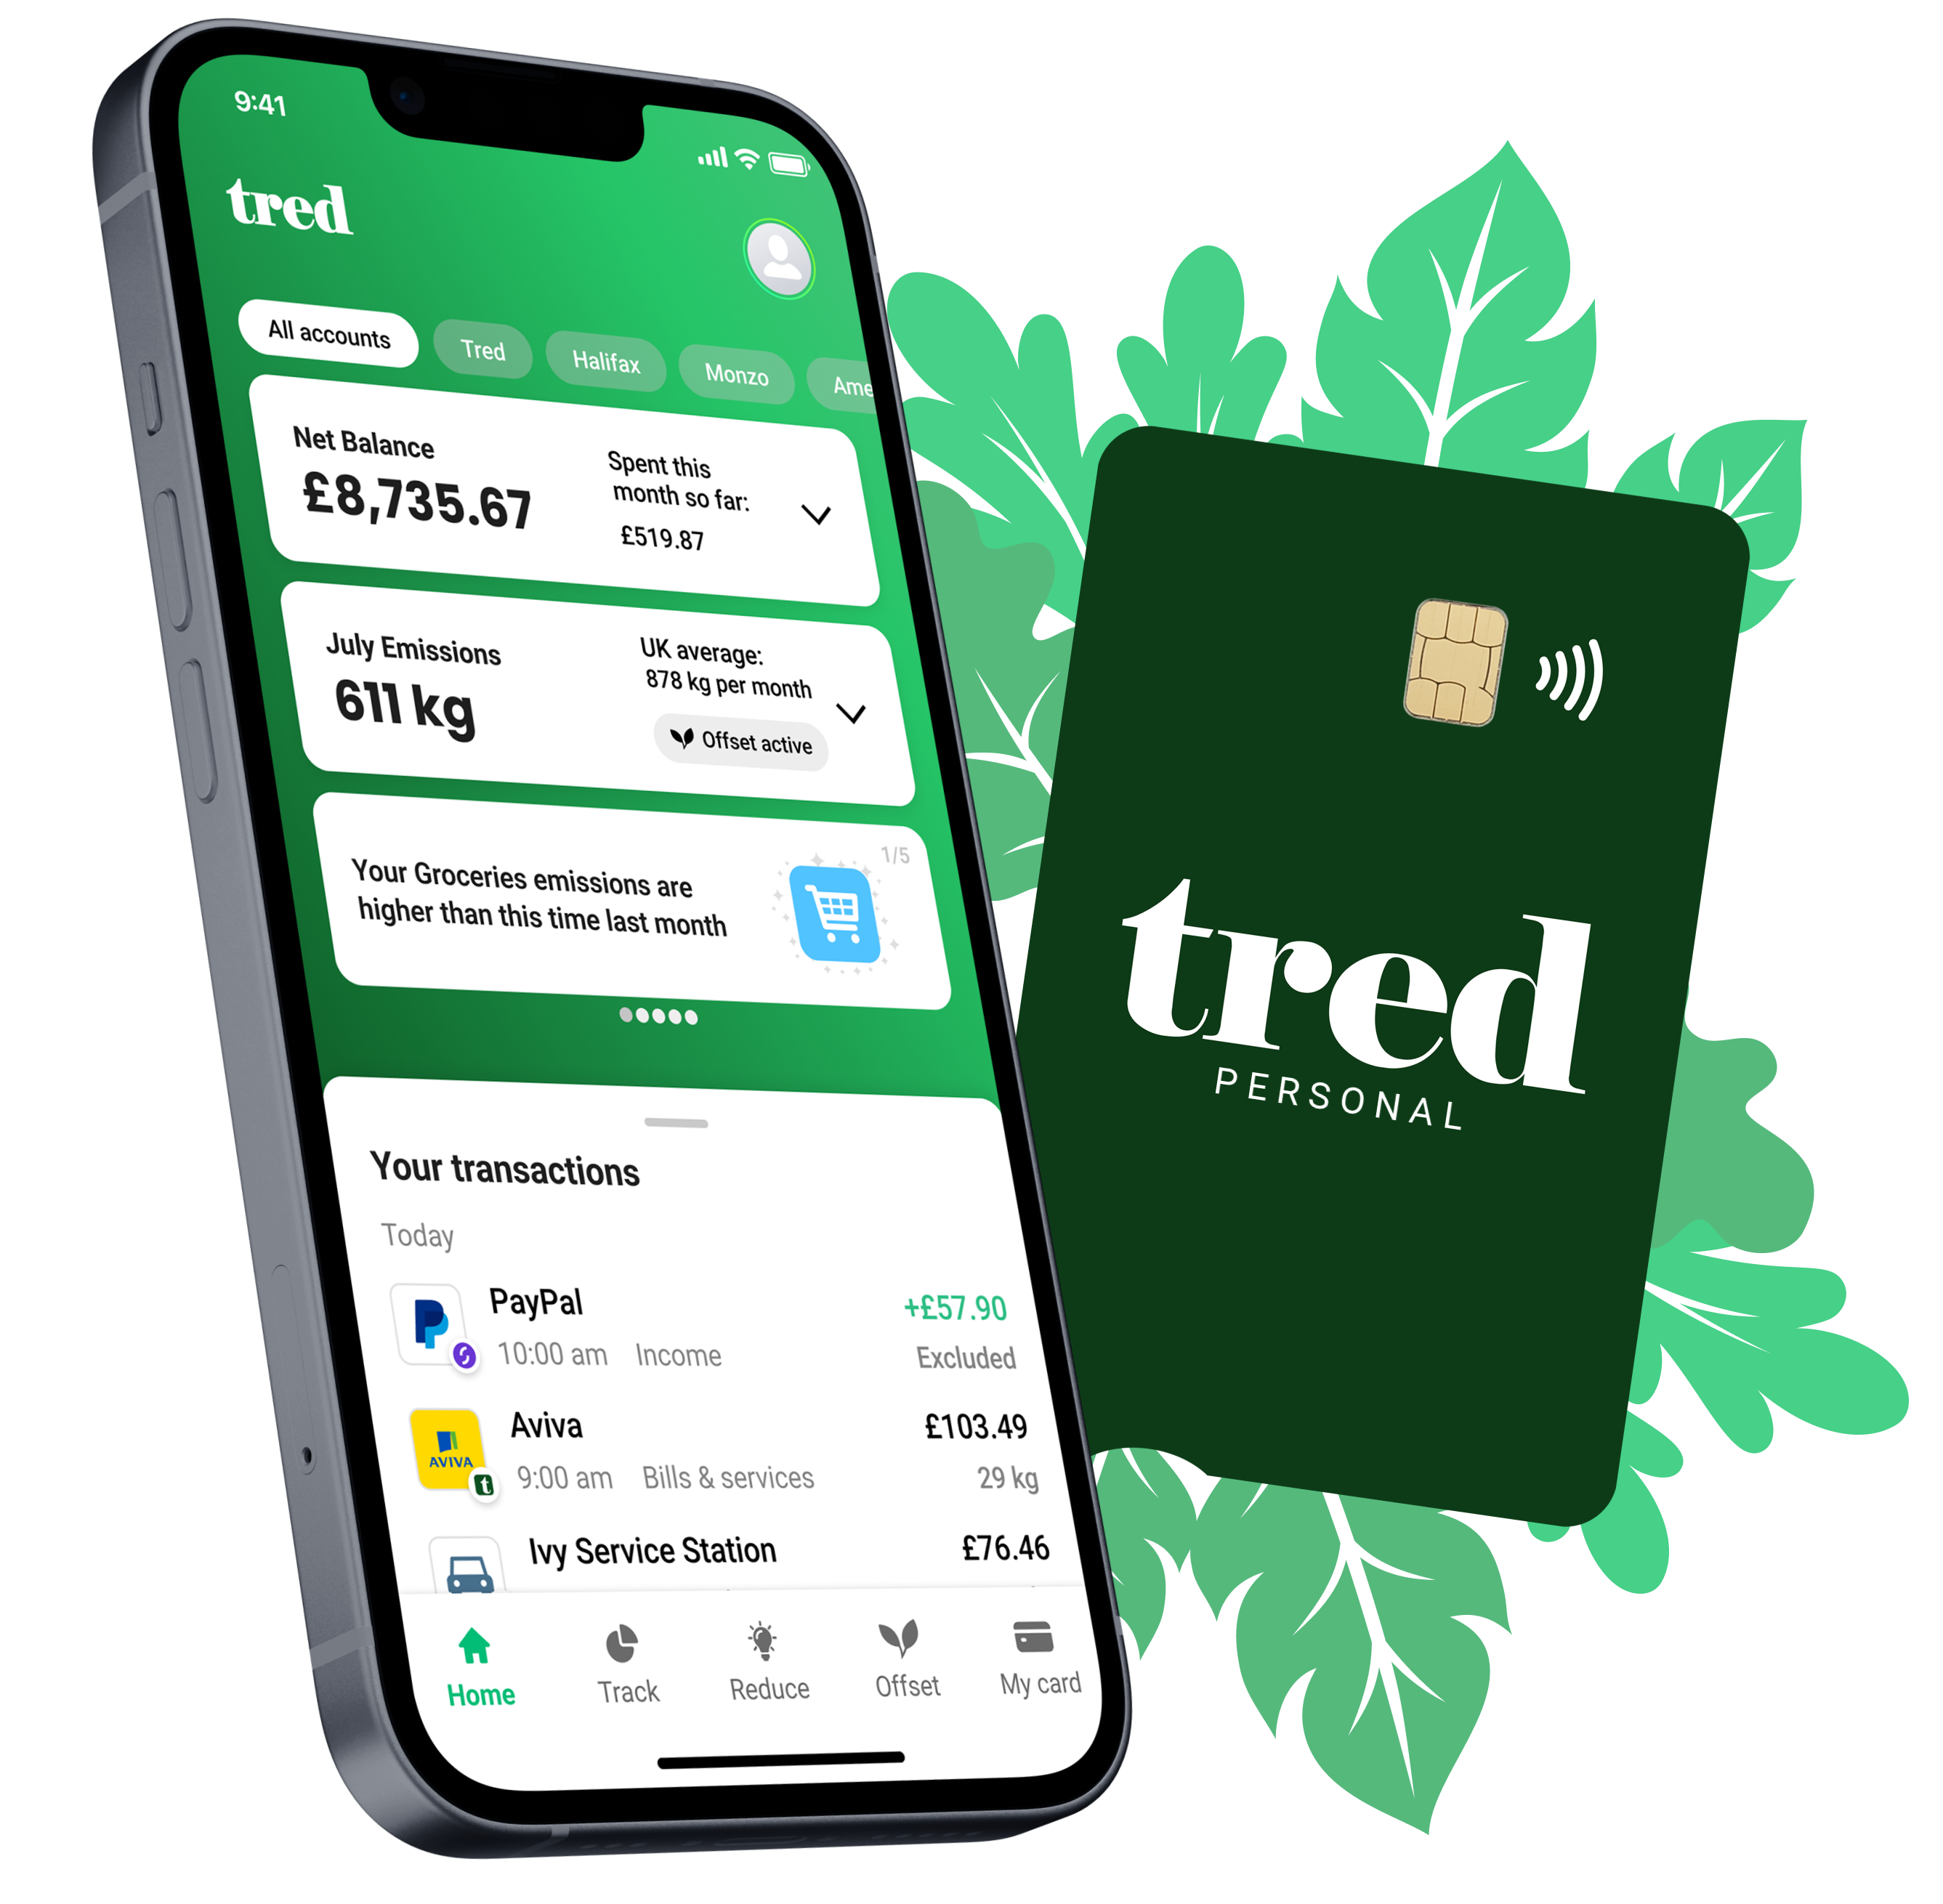 9:41
tred
All accounts
Tred
Halifax
Monzo
Ame
Net Balance
£8,735.67
Spent this
month so far:
£519.87
July Emissions
611 kg
UK average:
878 kg per month
Offset active
1/5
Your Groceries emissions are
higher than this time last month
Your transactions
Today
PayPal
+£57.90
10:00 am Income
Excluded
AVIVA
t
Aviva
£103.49
9:00 am Bills & services
29 kg
Ivy Service Station
£76.46
Home
Track
Reduce
Offset
My card
tred
PERSONAL